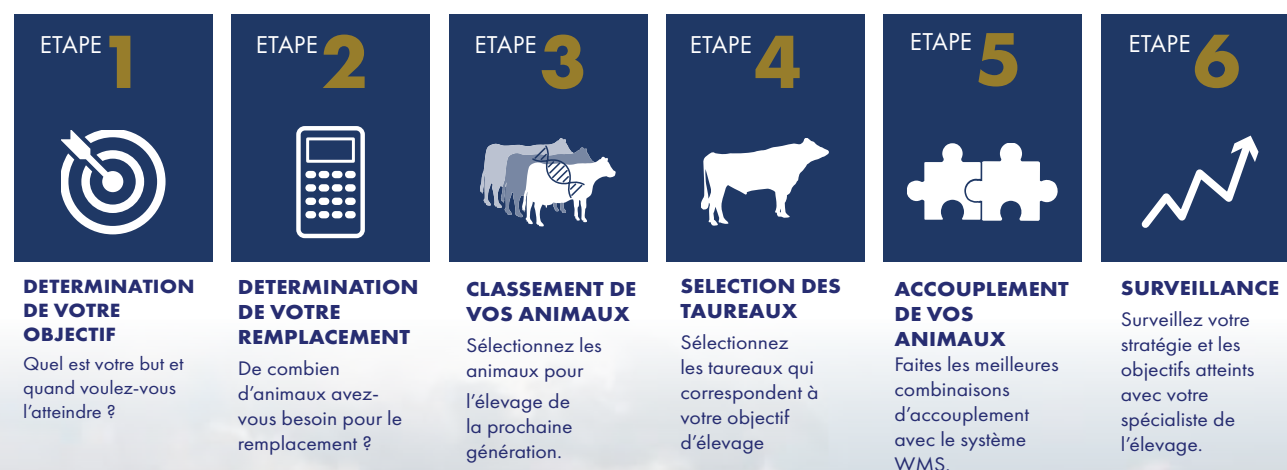 ETAPE 1
DETERMINATION
DE VOTRE
OBJECTIF
Quel est votre but et
quand voulez-vous
l'atteindre ?
ETAPE 2
DETERMINATION
DE VOTRE
REMPLACEMENT
De combien
d'animaux avez-
vous besoin pour le
remplacement ?
ETAPE 3
CLASSEMENT DE
VOS ANIMAUX
Sélectionnez les
animaux pour
l'élevage de
la prochaine
génération.
ETAPE 4
SELECTION DES
TAUREAUX
Sélectionnez
les taureaux qui
correspondent à
votre objectif
d'élevage
ETAPE 5
ACCOUPLEMENT
DE VOS
ANIMAUX
Faites les meilleures
combinaisons
d'accouplement
avec le système
WMS.
ETAPE 6
SURVEILLANCE
Surveillez votre
stratégie et les
objectifs atteints
avec votre
spécialiste de
l'élevage.